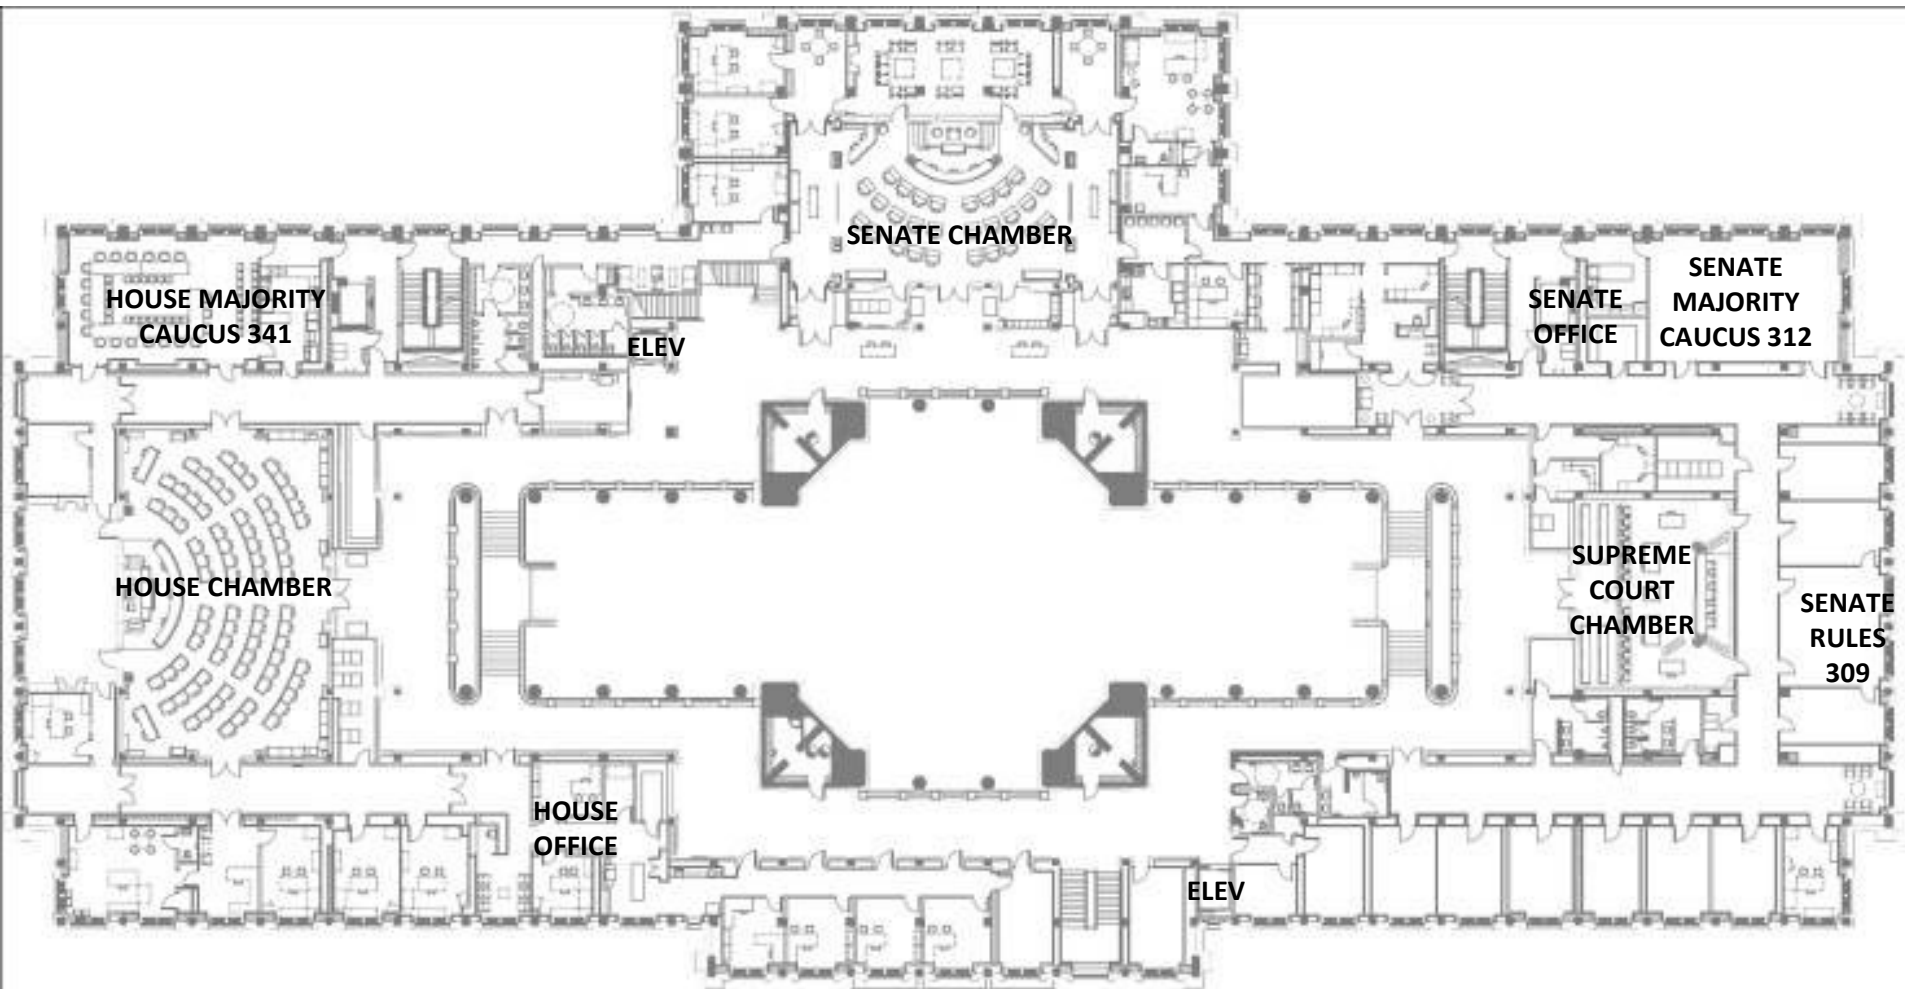 SENATE CHAMBER
HOUSE MAJORITY
CAUCUS 341
ELEV
SENATE
OFFICE
SENATE
MAJORITY
CAUCUS 312
HOUSE CHAMBER
SUPREME
COURT
CHAMBER
SENATE
RULES
309
HOUSE
OFFICE
ELEV